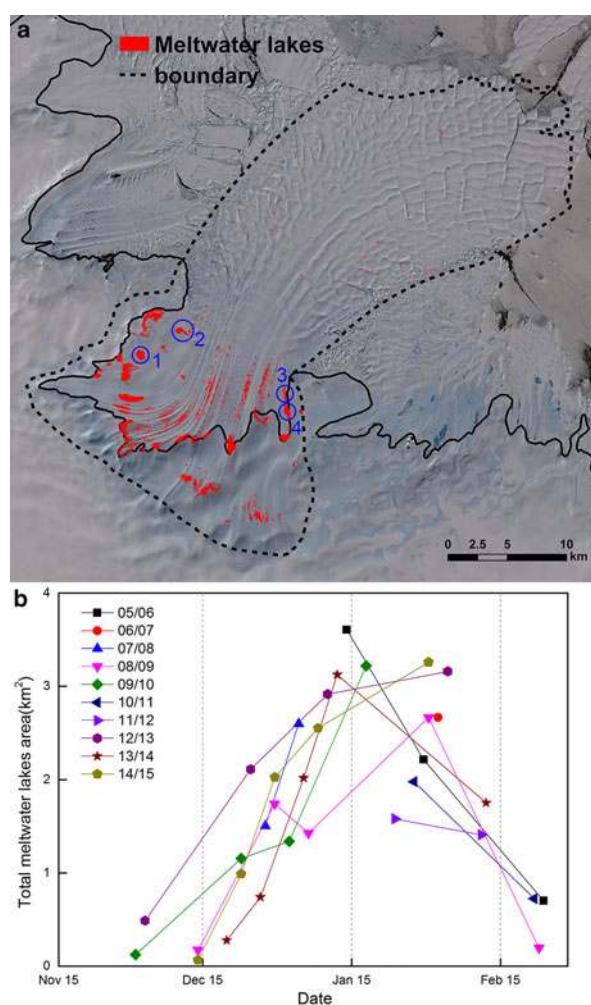 a
Meltwater lakes
boundary
1
2
3
4
0 2.5 5 10
km
b
4
3
2
1
0
Total meltwater lakes area(km²)
05/06
06/07
07/08
08/09
09/10
10/11
11/12
12/13
13/14
14/15
Nov 15 Dec 15 Jan 15 Feb 15
Date